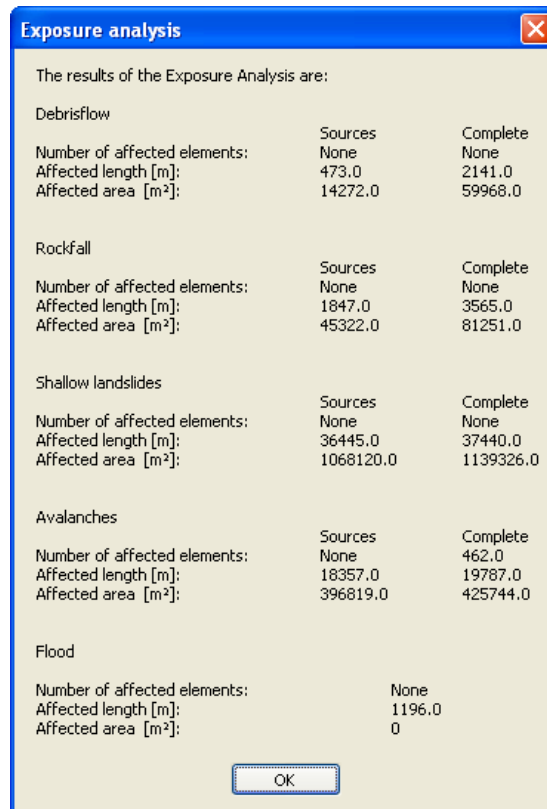 Exposure analysis
The results of the Exposure Analysis are:
Debrisflow
Sources Complete
Number of affected elements: None None
Affected length [m]: 473.0 2141.0
Affected area [m²]: 14272.0 59968.0
Rockfall
Sources Complete
Number of affected elements: None None
Affected length [m]: 1847.0 3565.0
Affected area [m²]: 45322.0 81251.0
Shallow landslides
Sources Complete
Number of affected elements: None None
Affected length [m]: 36445.0 37440.0
Affected area [m²]: 1068120.0 1139326.0
Avalanches
Sources Complete
Number of affected elements: None 462.0
Affected length [m]: 18357.0 19787.0
Affected area [m²]: 396819.0 425744.0
Flood
Number of affected elements: None
Affected length [m]: 1196.0
Affected area [m²]: 0
OK